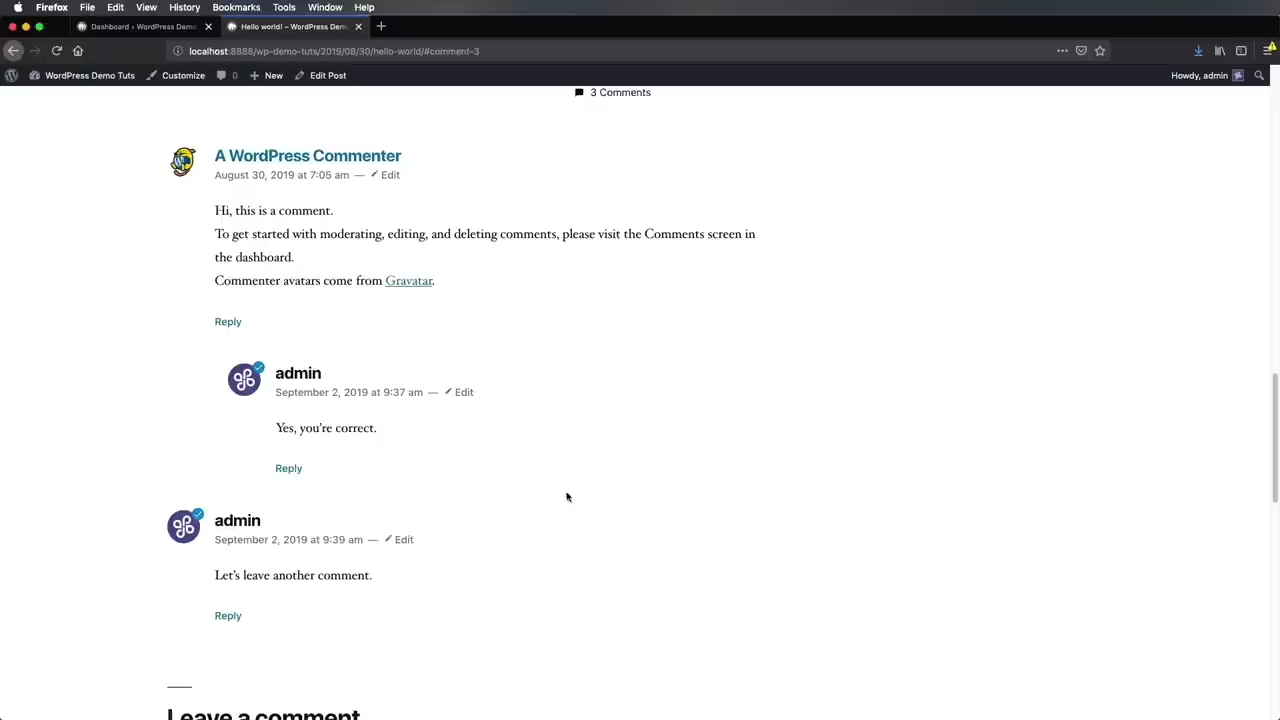 Firefox File Edit View History Bookmarks Tools Window Help
Dashboard ‹ WordPress Demo Hello world! – WordPress Dem
localhost:8888/wp-demo-tuts/2019/08/30/hello-world/#comment-3
WordPress Demo Tuts Customize 0 New Edit Post Howdy, admin
3 Comments
A WordPress Commenter
August 30, 2019 at 7:05 am — Edit
Hi, this is a comment.
To get started with moderating, editing, and deleting comments, please visit the Comments screen in
the dashboard.
Commenter avatars come from Gravatar.
Reply
admin
September 2, 2019 at 9:37 am — Edit
Yes, you’re correct.
Reply
admin
September 2, 2019 at 9:39 am — Edit
Let’s leave another comment.
Reply
Leave a comment